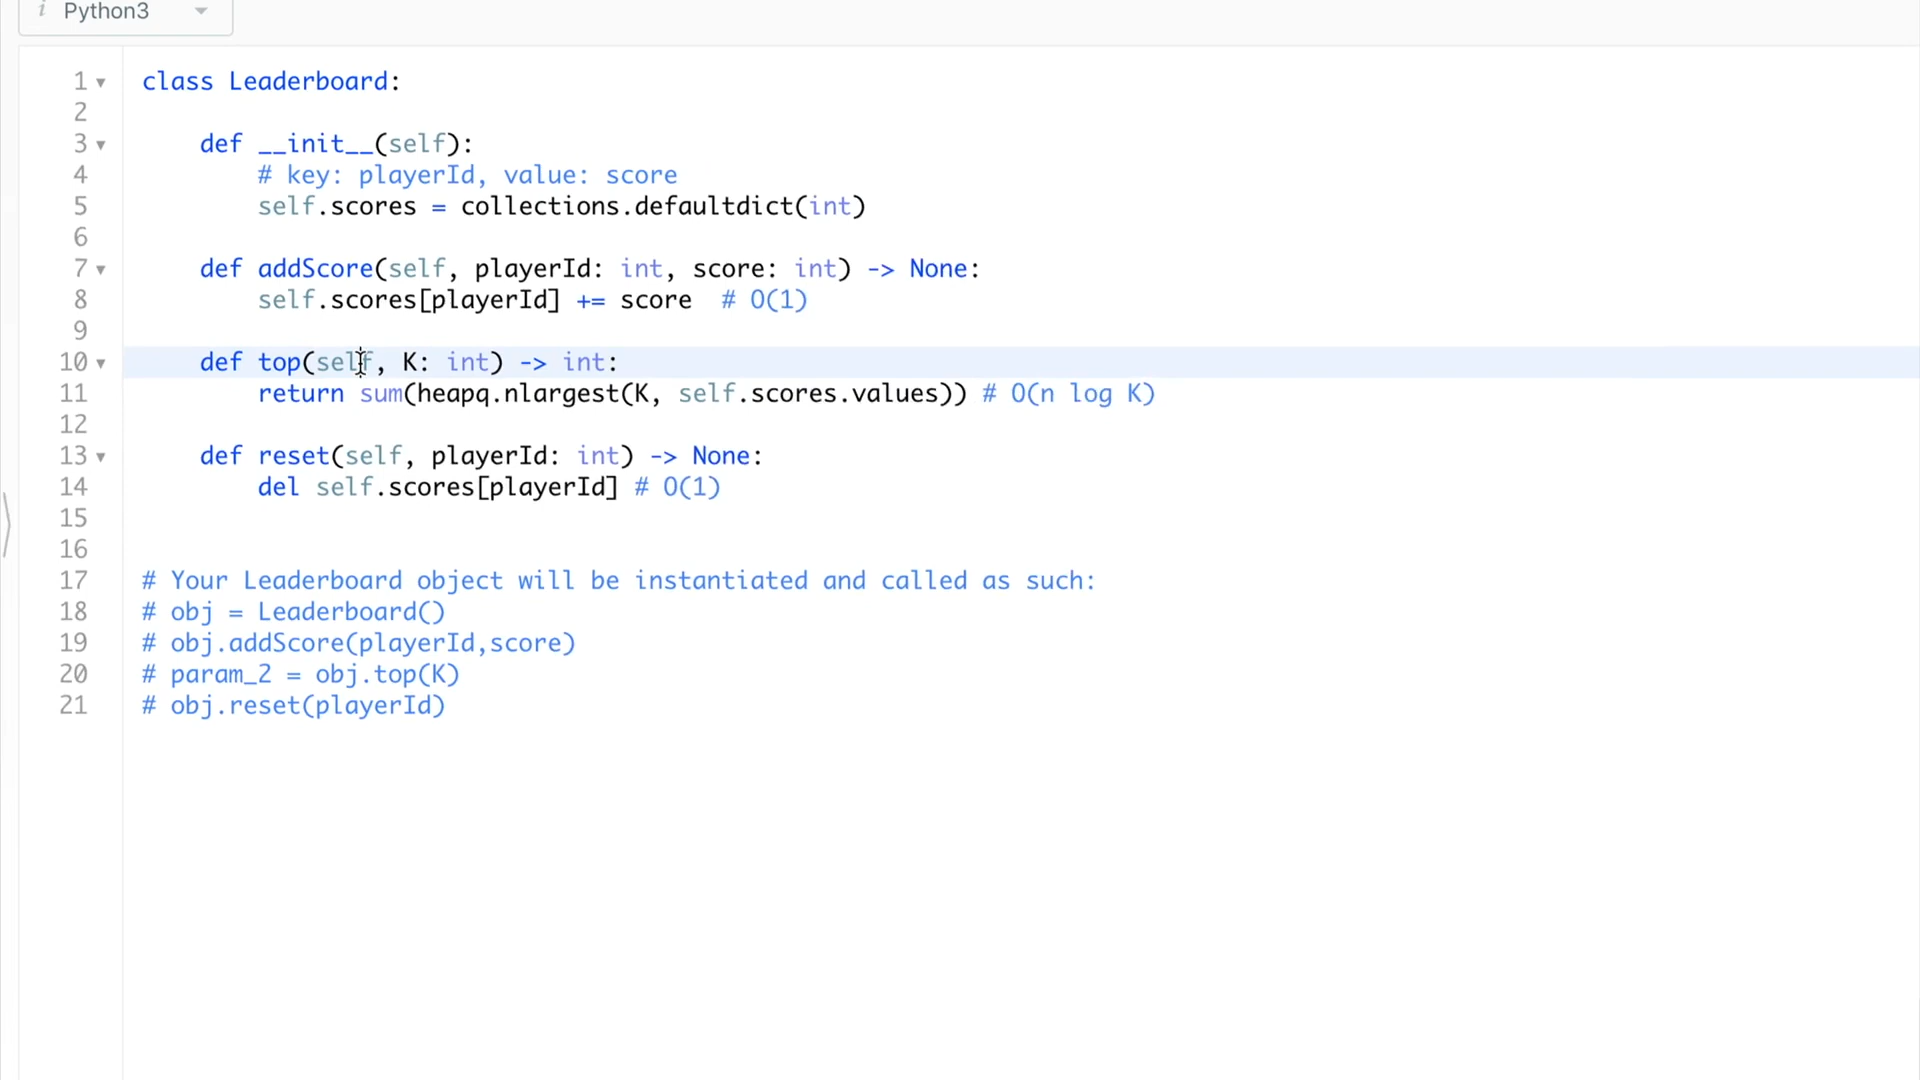 i Python3
1 class Leaderboard:
2
3 def __init__(self):
4 # key: playerId, value: score
5 self.scores = collections.defaultdict(int)
6
7 def addScore(self, playerId: int, score: int) -> None:
8 self.scores[playerId] += score  # O(1)
9
10 def top(self, K: int) -> int:
11 return sum(heapq.nlargest(K, self.scores.values)) # O(n log K)
12
13 def reset(self, playerId: int) -> None:
14 del self.scores[playerId] # O(1)
15
16
17 # Your Leaderboard object will be instantiated and called as such:
18 # obj = Leaderboard()
19 # obj.addScore(playerId,score)
20 # param_2 = obj.top(K)
21 # obj.reset(playerId)